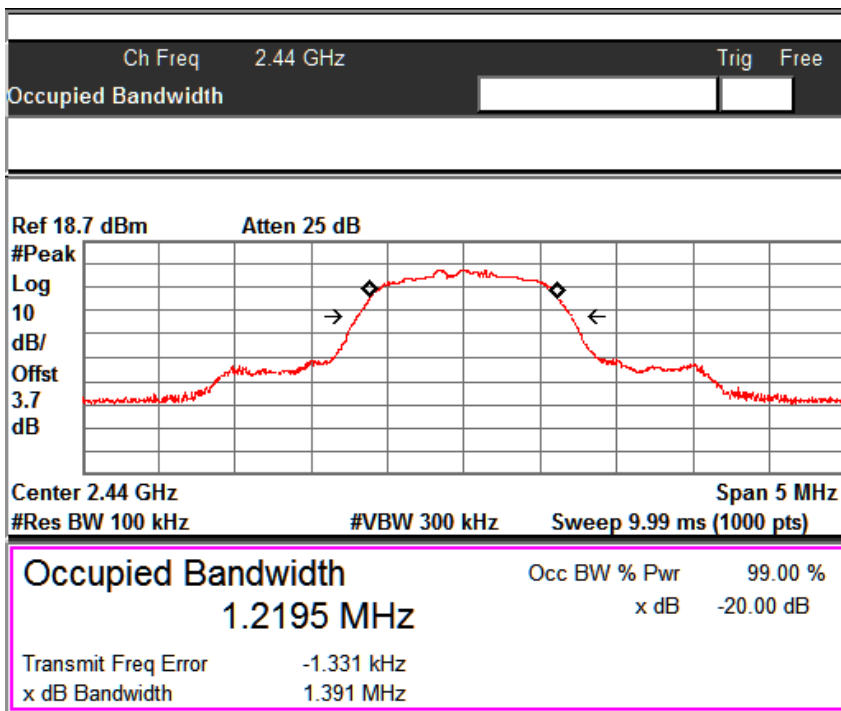 Ch Freq 2.44 GHz Trig Free
Occupied Bandwidth
Ref 18.7 dBm Atten 25 dB
#Peak
Log
10
dB/
Offst
3.7
dB
Center 2.44 GHz Span 5 MHz
#Res BW 100 kHz #VBW 300 kHz Sweep 9.99 ms (1000 pts)
Occupied Bandwidth Occ BW % Pwr 99.00 %
1.2195 MHz x dB -20.00 dB
Transmit Freq Error -1.331 kHz
x dB Bandwidth 1.391 MHz